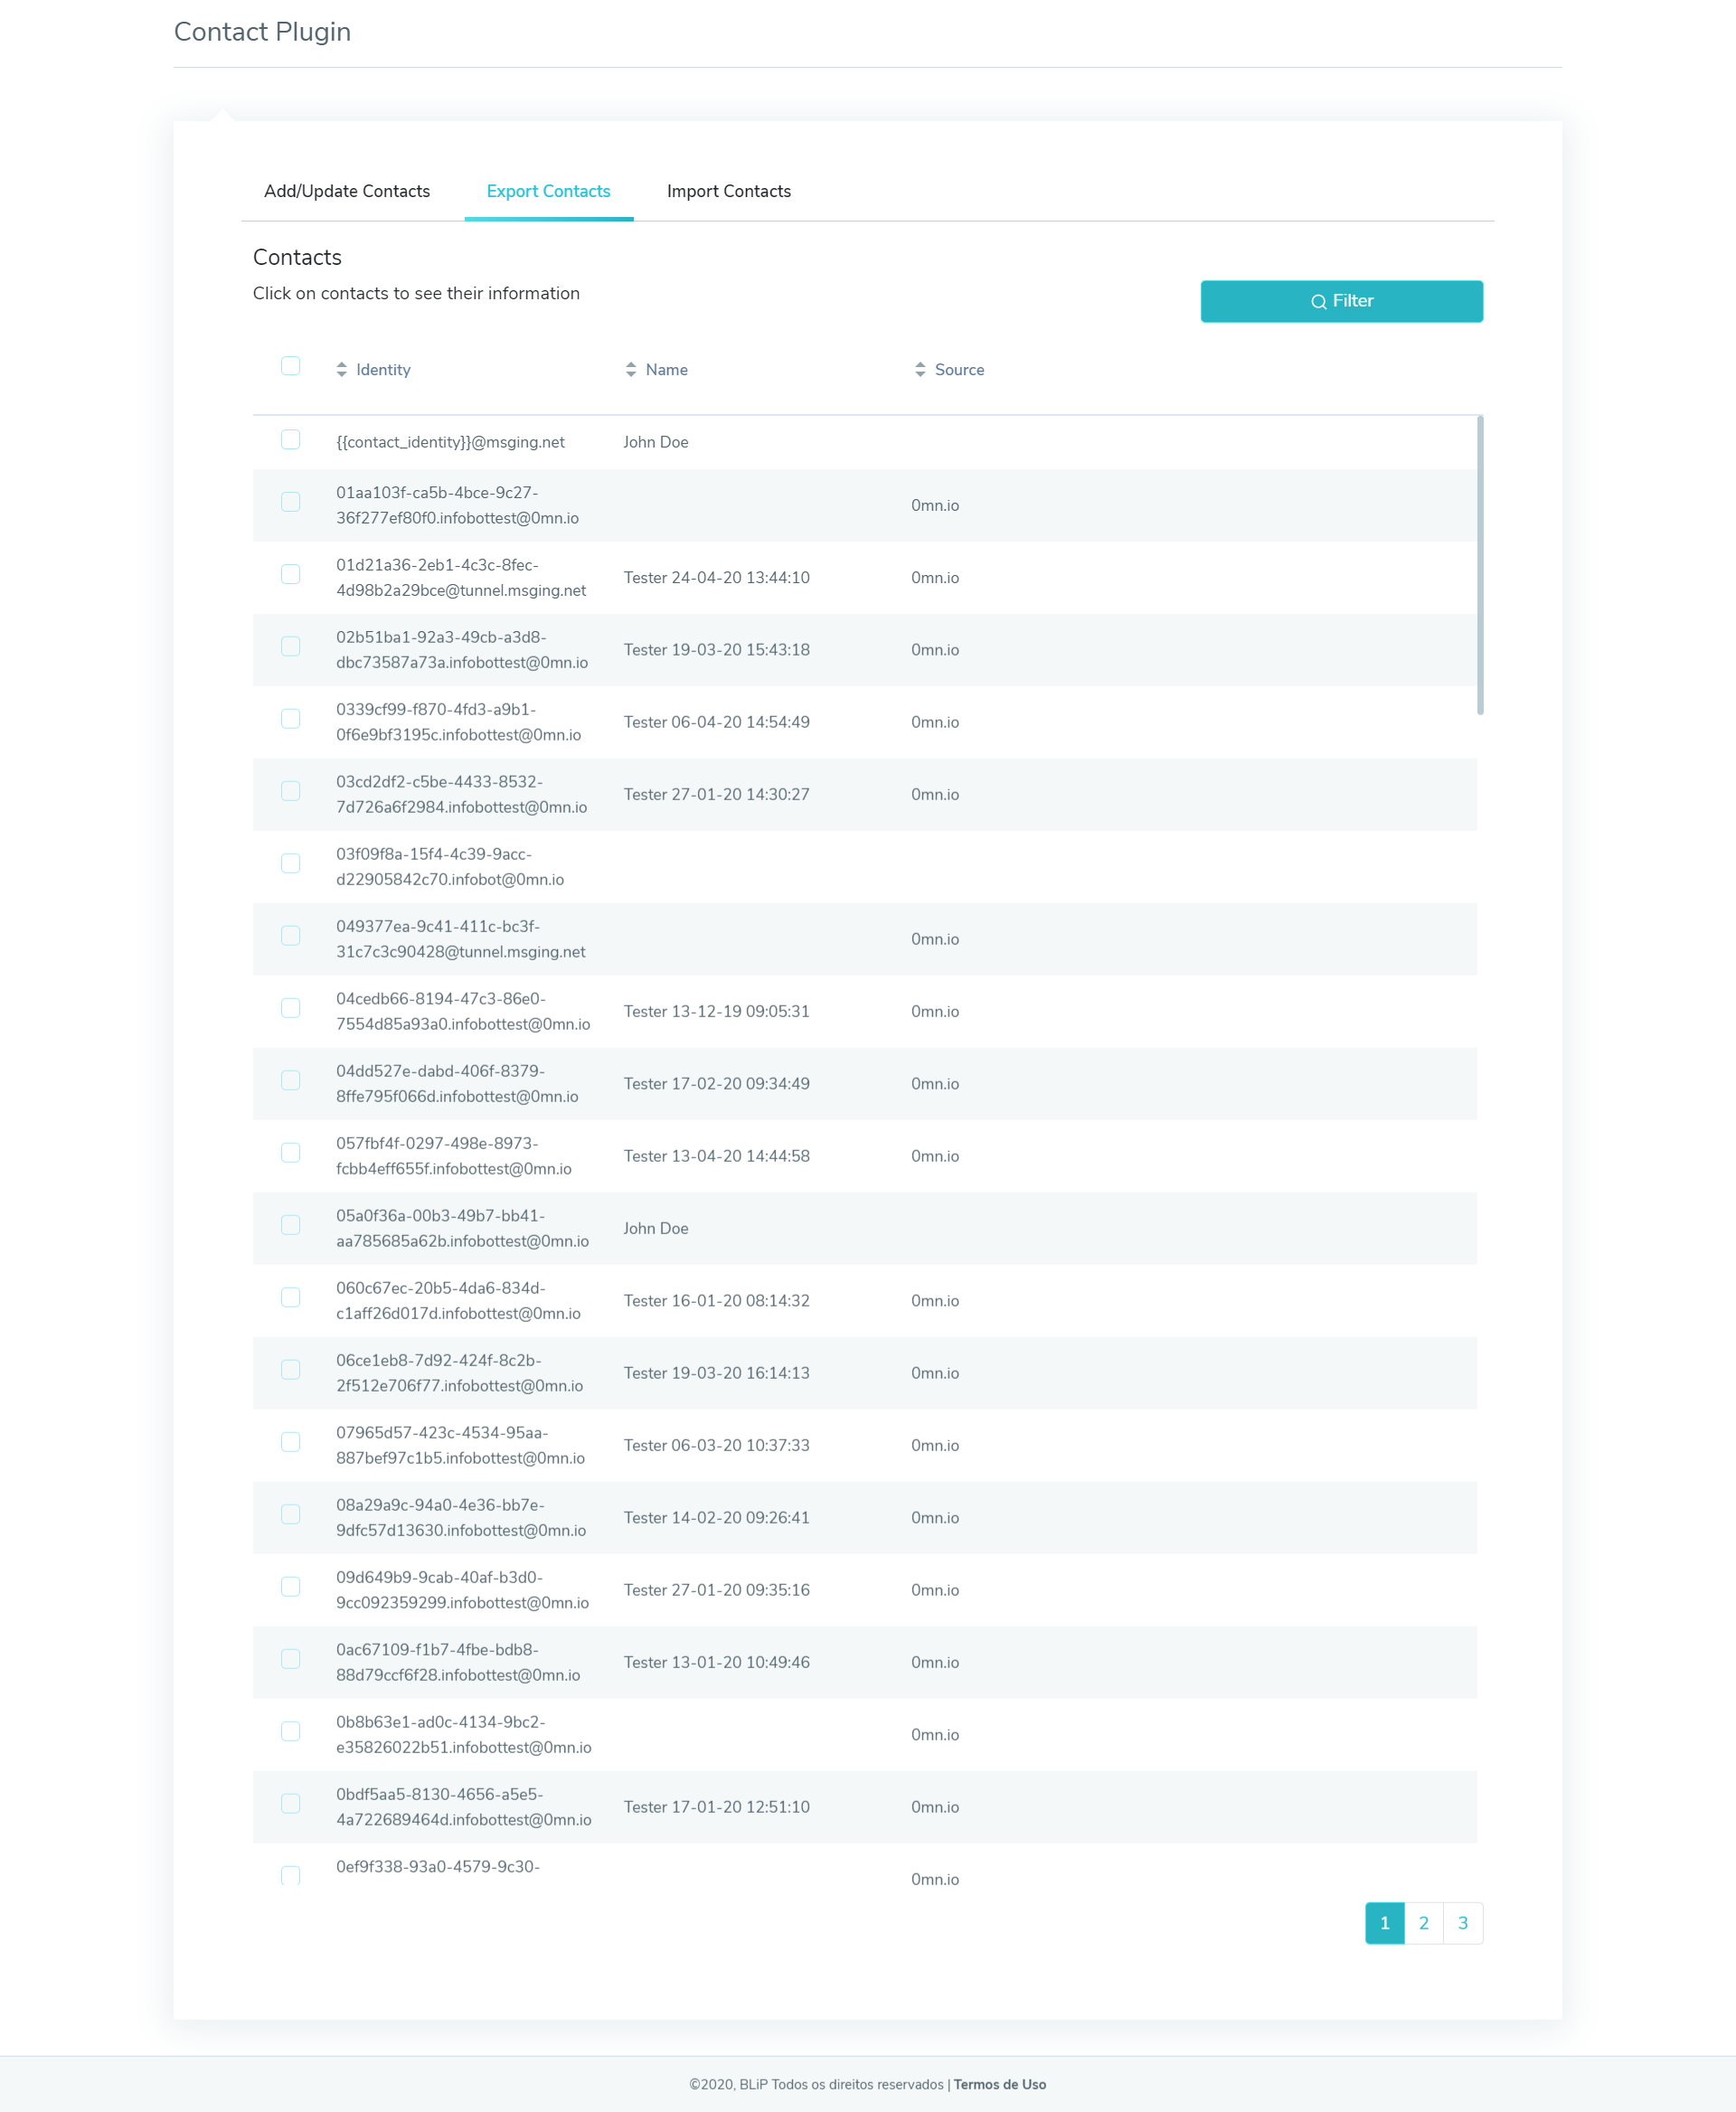 Contact Plugin
Add/Update Contacts Export Contacts Import Contacts
Contacts
Click on contacts to see their information
Filter
Identity Name Source
{{contact_identity}}@msging.net John Doe
01aa103f-ca5b-4bce-9c27-
36f277ef80f0.infobottest@0mn.io
0mn.io
01d21a36-2eb1-4c3c-8fec-
4d98b2a29bce@tunnel.msging.net
Tester 24-04-20 13:44:10 0mn.io
02b51ba1-92a3-49cb-a3d8-
dbc73587a73a.infobottest@0mn.io
Tester 19-03-20 15:43:18 0mn.io
0339cf99-f870-4fd3-a9b1-
0f6e9bf3195c.infobottest@0mn.io
Tester 06-04-20 14:54:49 0mn.io
03cd2df2-c5be-4433-8532-
7d726a6f2984.infobottest@0mn.io
Tester 27-01-20 14:30:27 0mn.io
03f09f8a-15f4-4c39-9acc-
d22905842c70.infobot@0mn.io
049377ea-9c41-411c-bc3f-
31c7c3c90428@tunnel.msging.net
0mn.io
04cedb66-8194-47c3-86e0-
7554d85a93a0.infobottest@0mn.io
Tester 13-12-19 09:05:31 0mn.io
04dd527e-dabd-406f-8379-
8ffe795f066d.infobottest@0mn.io
Tester 17-02-20 09:34:49 0mn.io
057fbf4f-0297-498e-8973-
fcbb4eff655f.infobottest@0mn.io
Tester 13-04-20 14:44:58 0mn.io
05a0f36a-00b3-49b7-bb41-
aa785685a62b.infobottest@0mn.io
John Doe
060c67ec-20b5-4da6-834d-
c1aff26d017d.infobottest@0mn.io
Tester 16-01-20 08:14:32 0mn.io
06ce1eb8-7d92-424f-8c2b-
2f512e706f77.infobottest@0mn.io
Tester 19-03-20 16:14:13 0mn.io
07965d57-423c-4534-95aa-
887bef97c1b5.infobottest@0mn.io
Tester 06-03-20 10:37:33 0mn.io
08a29a9c-94a0-4e36-bb7e-
9dfc57d13630.infobottest@0mn.io
Tester 14-02-20 09:26:41 0mn.io
09d649b9-9cab-40af-b3d0-
9cc092359299.infobottest@0mn.io
Tester 27-01-20 09:35:16 0mn.io
0ac67109-f1b7-4fbe-bdb8-
88d79ccf6f28.infobottest@0mn.io
Tester 13-01-20 10:49:46 0mn.io
0b8b63e1-ad0c-4134-9bc2-
e35826022b51.infobottest@0mn.io
0mn.io
0bdf5aa5-8130-4656-a5e5-
4a722689464d.infobottest@0mn.io
Tester 17-01-20 12:51:10 0mn.io
0ef9f338-93a0-4579-9c30-
0mn.io
1 2 3
©2020, BLiP Todos os direitos reservados | Termos de Uso